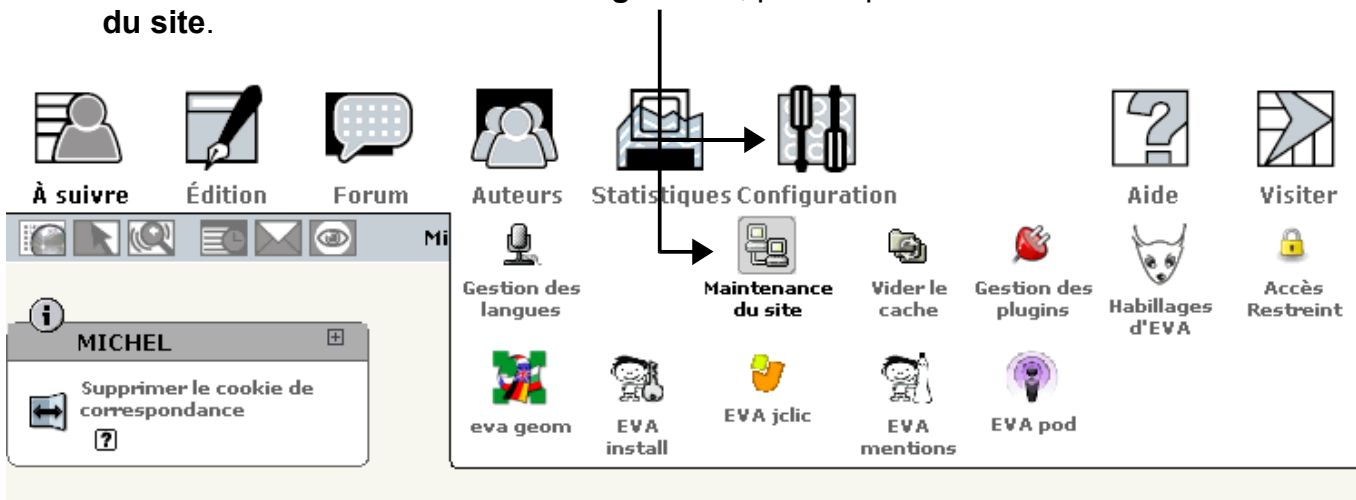 du site.
À suivre Édition Forum Auteurs Statistiques Configuration Aide Visiter
Mi
Gestion des langues
Maintenance du site
Vider le cache
Gestion des plugins
Habillages d'EVA
Accès Restreint
MICHEL
Supprimer le cookie de
correspondance
?
eva geom
EVA install
EVA jclic
EVA mentions
EVA pod